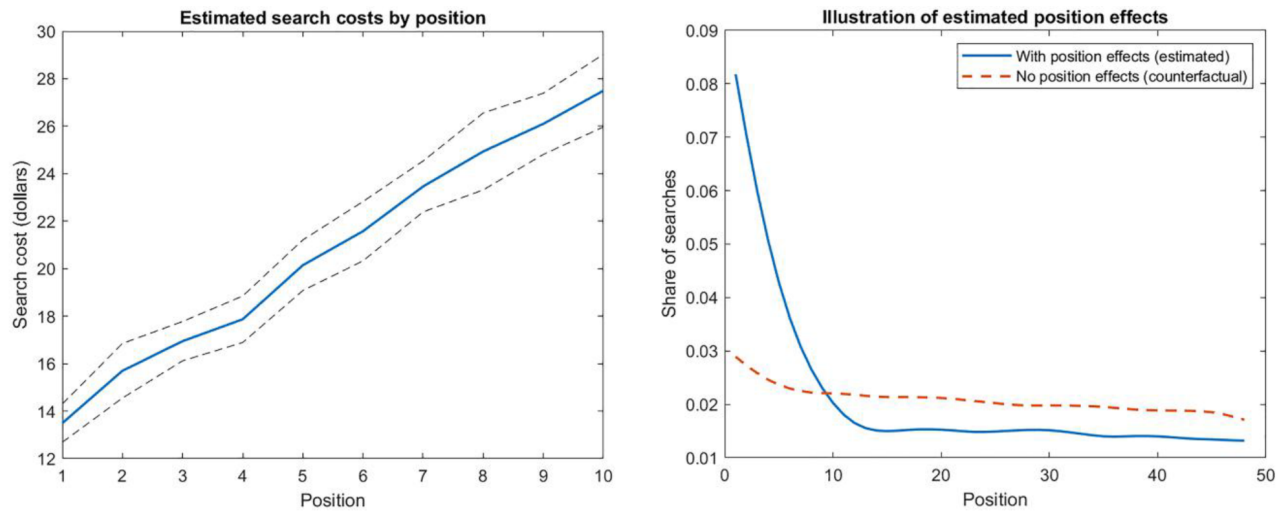 Estimated search costs by position
30
28
26
24
22
20
18
16
14
12
Search cost (dollars)
1 2 3 4 5 6 7 8 9 10
Position
Illustration of estimated position effects
0.09
0.08
0.07
0.06
0.05
0.04
0.03
0.02
0.01
Share of searches
With position effects (estimated)
No position effects (counterfactual)
0 10 20 30 40 50
Position